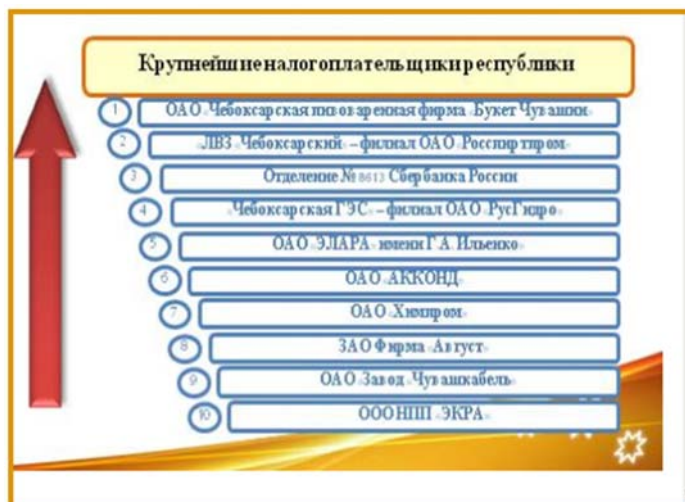 Крупнейшие налогоплательщики республики
1 ОАО «Чебоксарская пивоваренная фирма «Букет Чувашии»
2 «ЛВЗ «Чебоксарский» – филиал ОАО «Росспиртпром»
3 Отделение № 8613 Сбербанка России
4 «Чебоксарская ГЭС» – филиал ОАО «РусГидро»
5 ОАО «ЭЛАРА» имени Г.А. Ильенко»
6 ОАО «АККОНД»
7 ОАО «Химпром»
8 ЗАО Фирма «Август»
9 ОАО «Завод «Чувашкабель»
10 ООО НПП «ЭКРА»